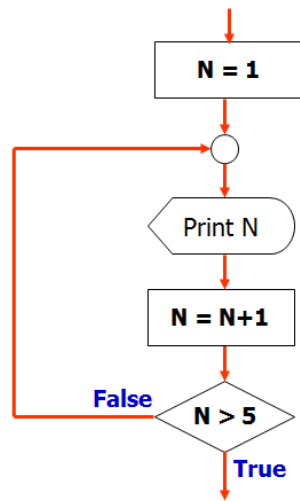 N = 1
Print N
N = N+1
False
N > 5
True